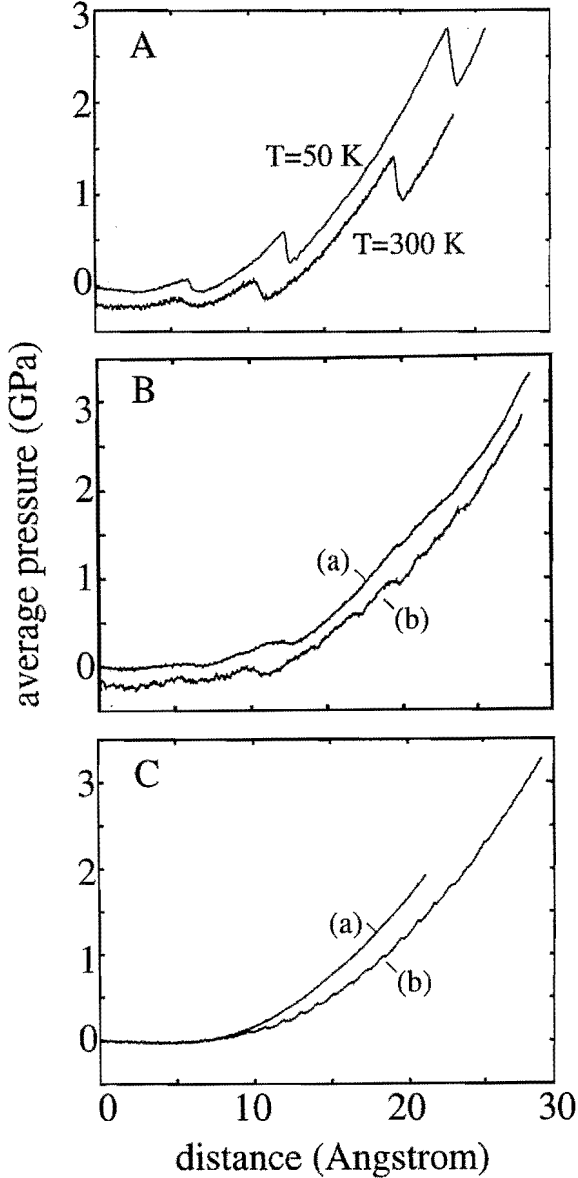 3
A
2
T=50 K
1
T=300 K
0
average pressure (GPa)
B
3
2
(a)
1
(b)
0
C
3
2
(a)
1
(b)
0
0 10 20 30
distance (Angstrom)